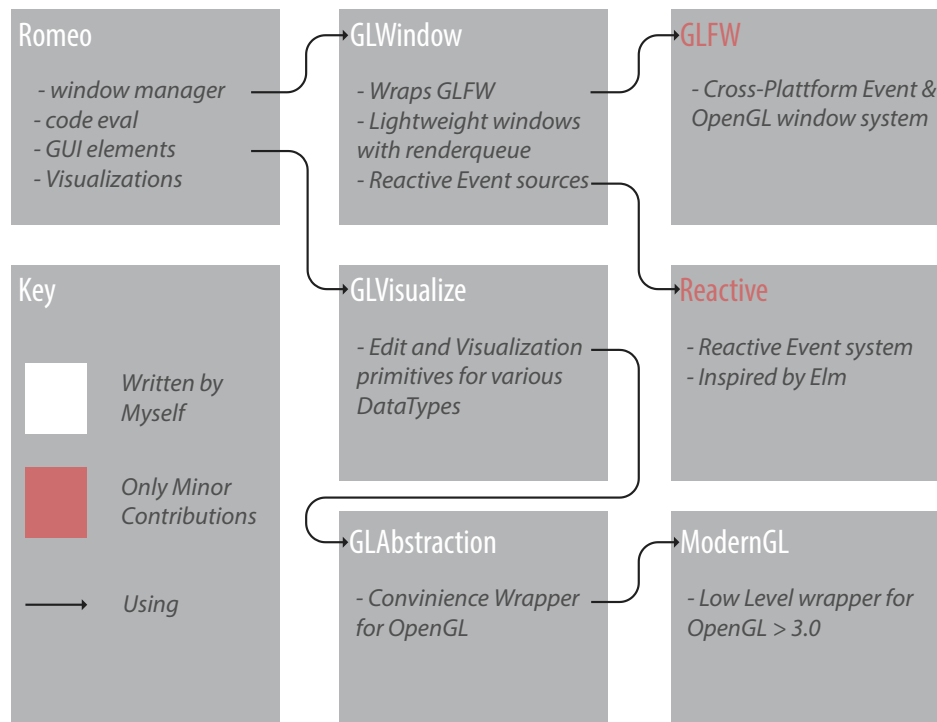 Romeo
- window manager
- code eval
- GUI elements
- Visualizations
GLWindow
- Wraps GLFW
- Lightweight windows
with renderqueue
- Reactive Event sources
GLFW
- Cross-Plattform Event &
OpenGL window system
Key
Written by
Myself
Only Minor
Contributions
Using
GLVisualize
- Edit and Visualization
primitives for various
DataTypes
Reactive
- Reactive Event system
- Inspired by Elm
GLAbstraction
- Convinience Wrapper
for OpenGL
ModernGL
- Low Level wrapper for
OpenGL > 3.0